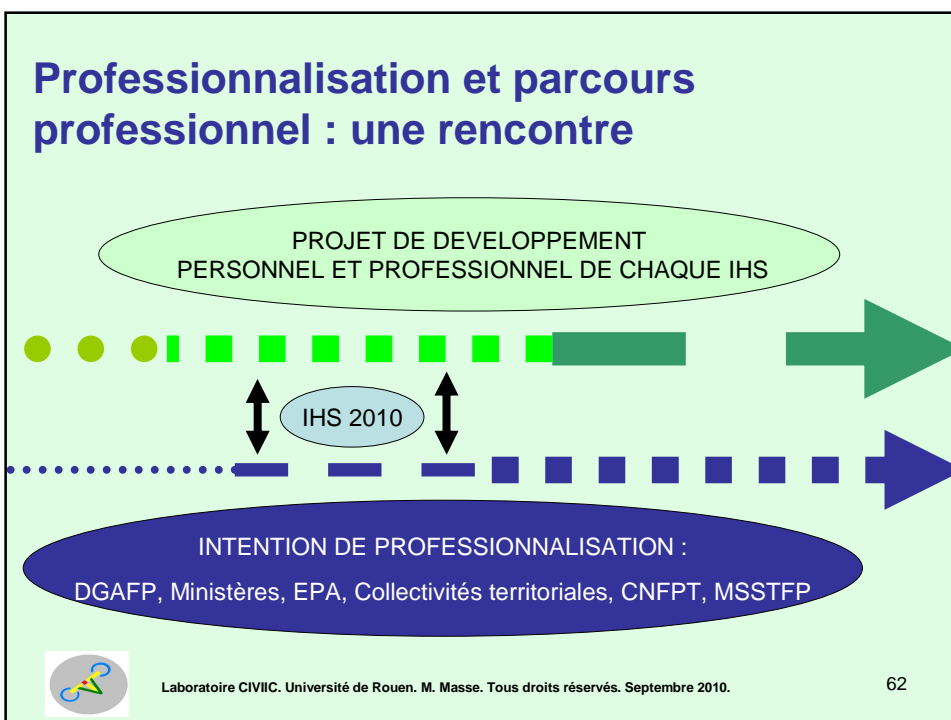 Professionnalisation et parcours
professionnel : une rencontre
PROJET DE DEVELOPPEMENT
PERSONNEL ET PROFESSIONNEL DE CHAQUE IHS
IHS 2010
INTENTION DE PROFESSIONNALISATION :
DGAFP, Ministères, EPA, Collectivités territoriales, CNFPT, MSSTFP
Laboratoire CIVIIC. Université de Rouen. M. Masse. Tous droits réservés. Septembre 2010.
62